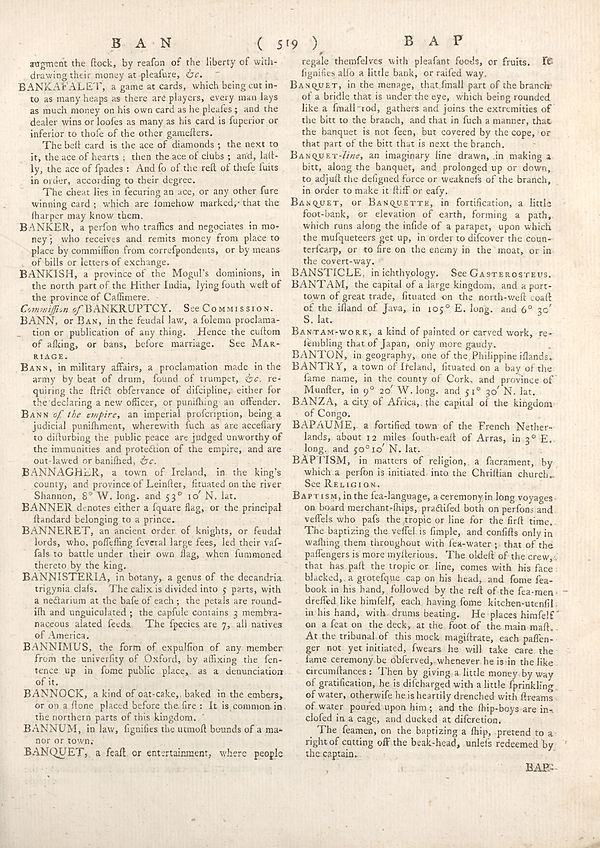 B A N ( 519 ) B A P
augment the ſtock, by reaſon of the liberty of with-
drawing their money at pleaſure, &c.
BANKAFALET, a game at cards, which being cut in-
to as many heaps as there are players, every man lays
as much money on his own card as he pleaſes; and the
dealer wins or looſes as many as his card is ſuperior or
inferior to thoſe of the other gameſters.
The beſt card is the ace of diamonds; the next to
it, the ace of hearts; then the ace of clubs; and, laſt-
ly, the ace of ſpades: And ſo of the reſt of theſe ſuits
in order, according to their degree.
The cheat lies in ſecuring an ace, or any other ſure
winning card; which are ſomehow marked, that the
ſharper may know them.
BANKER, a perſon who traffics and negociates in mo-
ney; who receives and remits money from place to
place by commiſſion from correſpondents, or by means
of bills or letters of exchange.
BANKISH, a province of the Mogul's dominions, in
the north part of the Hither India, lying ſouth weſt of
the province of Caſſimere.
Commiſſion of BANKRUPTCY. See COMMISSION.
BANN, or BAN, in the feudal law, a ſolemn proclama-
tion or publication of any thing. Hence the cuſtom
of aſking, or bans, before marriage. See MAR-
RIAGE.
BANN, in military affairs, a proclamation made in the
army by beat of drum, ſound of trumpet, &c. re-
quiring the ſtrict obſervance of diſcipline, either for
the declaring a new officer, or puniſhing an offender.
BANN of the empire, an imperial proſcription, being a
judicial puniſhment, wherewith ſuch as are acceſſary
to diſturbing the public peace are judged unworthy of
the immunities and protection of the empire, and are
out-lawed or baniſhed, &c.
BANNAGHER, a town of Ireland, in the king's
county, and province of Leinſter, ſituated on the river
Shannon, 8° W. long. and 53° 10′ N. lat.
BANNER denotes either a ſquare flag, or the principal
ſtandard belonging to a prince.
BANNERET, an ancient order of knights, or feudal
lords, who, poſſeſſing ſeveral large fees, led their vaſ-
ſals to battle under their own flag, when ſummoned
thereto by the king.
BANNISTERIA, in botany, a genus of the decandria
trigynia claſs. The calix is divided into 5 parts, with
a nectarium at the baſe of each; the petals are round-
iſh and unguiculated; the capſule contains 3 membra-
naceous alated ſeeds. The ſpecies are 7, all natives
of America.
BANNIMUS, the form of expulſion of any member
from the univerſity of Oxford, by affixing the ſen-
tence up in ſome public place, as a denunciation
of it.
BANNOCK, a kind of oat-cake, baked in the embers,
or on a ſtone placed before the fire: It is common in
the northern parts of this kingdom.
BANNUM, in law, ſignifies the utmoſt bounds of a ma-
nor or town.
BANQUET, a feaſt or entertainment, where people
regale themſelves with pleaſant foods, or fruits. It
ſignifies alſo a little bank, or raiſed way.
BANQUET, in the menage, that ſmall part of the branch
of a bridle that is under the eye, which being rounded
like a ſmall rod, gathers and joins the extremities of
the bitt to the branch, and that in ſuch a manner, that
the banquet is not ſeen, but covered by the cope, or
that part of the bitt that is next the branch.
BANQUET-line, an imaginary line drawn, in making a
bitt, along the banquet, and prolonged up or down,
to adjuſt the deſigned force or weakneſs of the branch,
in order to make it ſtiff or eaſy.
BANQUET, or BANQUETTE, in fortification, a little
foot-bank, or elevation of earth, forming a path,
which runs along the inſide of a parapet, upon which
the muſqueteers get up, in order to diſcover the coun-
terſcarp, or to fire on the enemy in the moat, or in
the covert-way.
BANSTICLE, in ichthyology. See GASTEROSTEUS.
BANTAM, the capital of a large kingdom, and a port-
town of great trade, ſituated on the north-weſt coaſt
of the iſland of Java, in 105° E. long. and 6° 30′
S. lat.
BANTAM-WORK, a kind of painted or carved work, re-
ſembling that of Japan, only more gaudy.
BANTON, in geography, one of the Philippine iſlands.
BANTRY, a town of Ireland, ſituated on a bay of the
ſame name, in the county of Cork, and province of
Munſter, in 9° 20′ W. long. and 51° 30′ N. lat.
BANZA, a city of Africa, the capital of the kingdom
of Congo.
BAPAUME, a fortified town of the French Nether-
lands, about 12 miles ſouth-eaſt of Arras, in 3° E.
long. and 50° 10′ N. lat.
BAPTISM, in matters of religion, a ſacrament, by
which a perſon is initiated into the Chriſtian church.
See RELIGION.
BAPTISM, in the ſea-language, a ceremony in long voyages
on board merchant-ſhips, practiſed both on perſons and
veſſels who paſs the tropic or line for the firſt time.
The baptizing the veſſel is ſimple, and conſiſts only in
waſhing them throughout with ſea-water; that of the
paſſengers is more myſterious. The oldeſt of the crew,
that has paſt the tropic or line, comes with his face
blacked, a groteſque cap on his head, and ſome ſea-
book in his hand, followed by the reſt of the ſea-men
dreſſed like himſelf, each having ſome kitchen-utenſil
in his hand, with drums beating. He places himſelf
on a ſeat on the deck, at the foot of the main maſt.
At the tribunal of this mock magiſtrate, each paſſen-
ger not yet initiated, ſwears he will take care the
ſame ceremony be obſerved, whenever he is in the like
circumſtances: Then by giving a little money by way
of gratification, he is diſcharged with a little ſprinkling
of water, otherwiſe he is heartily drenched with ſtreams
of water poured upon him; and the ſhip-boys are in-
cloſed in a cage, and ducked at diſcretion.
The ſeamen, on the baptizing a ſhip, pretend to a
right of cutting off the beak-head, unleſs redeemed by
the captain.
BAP-